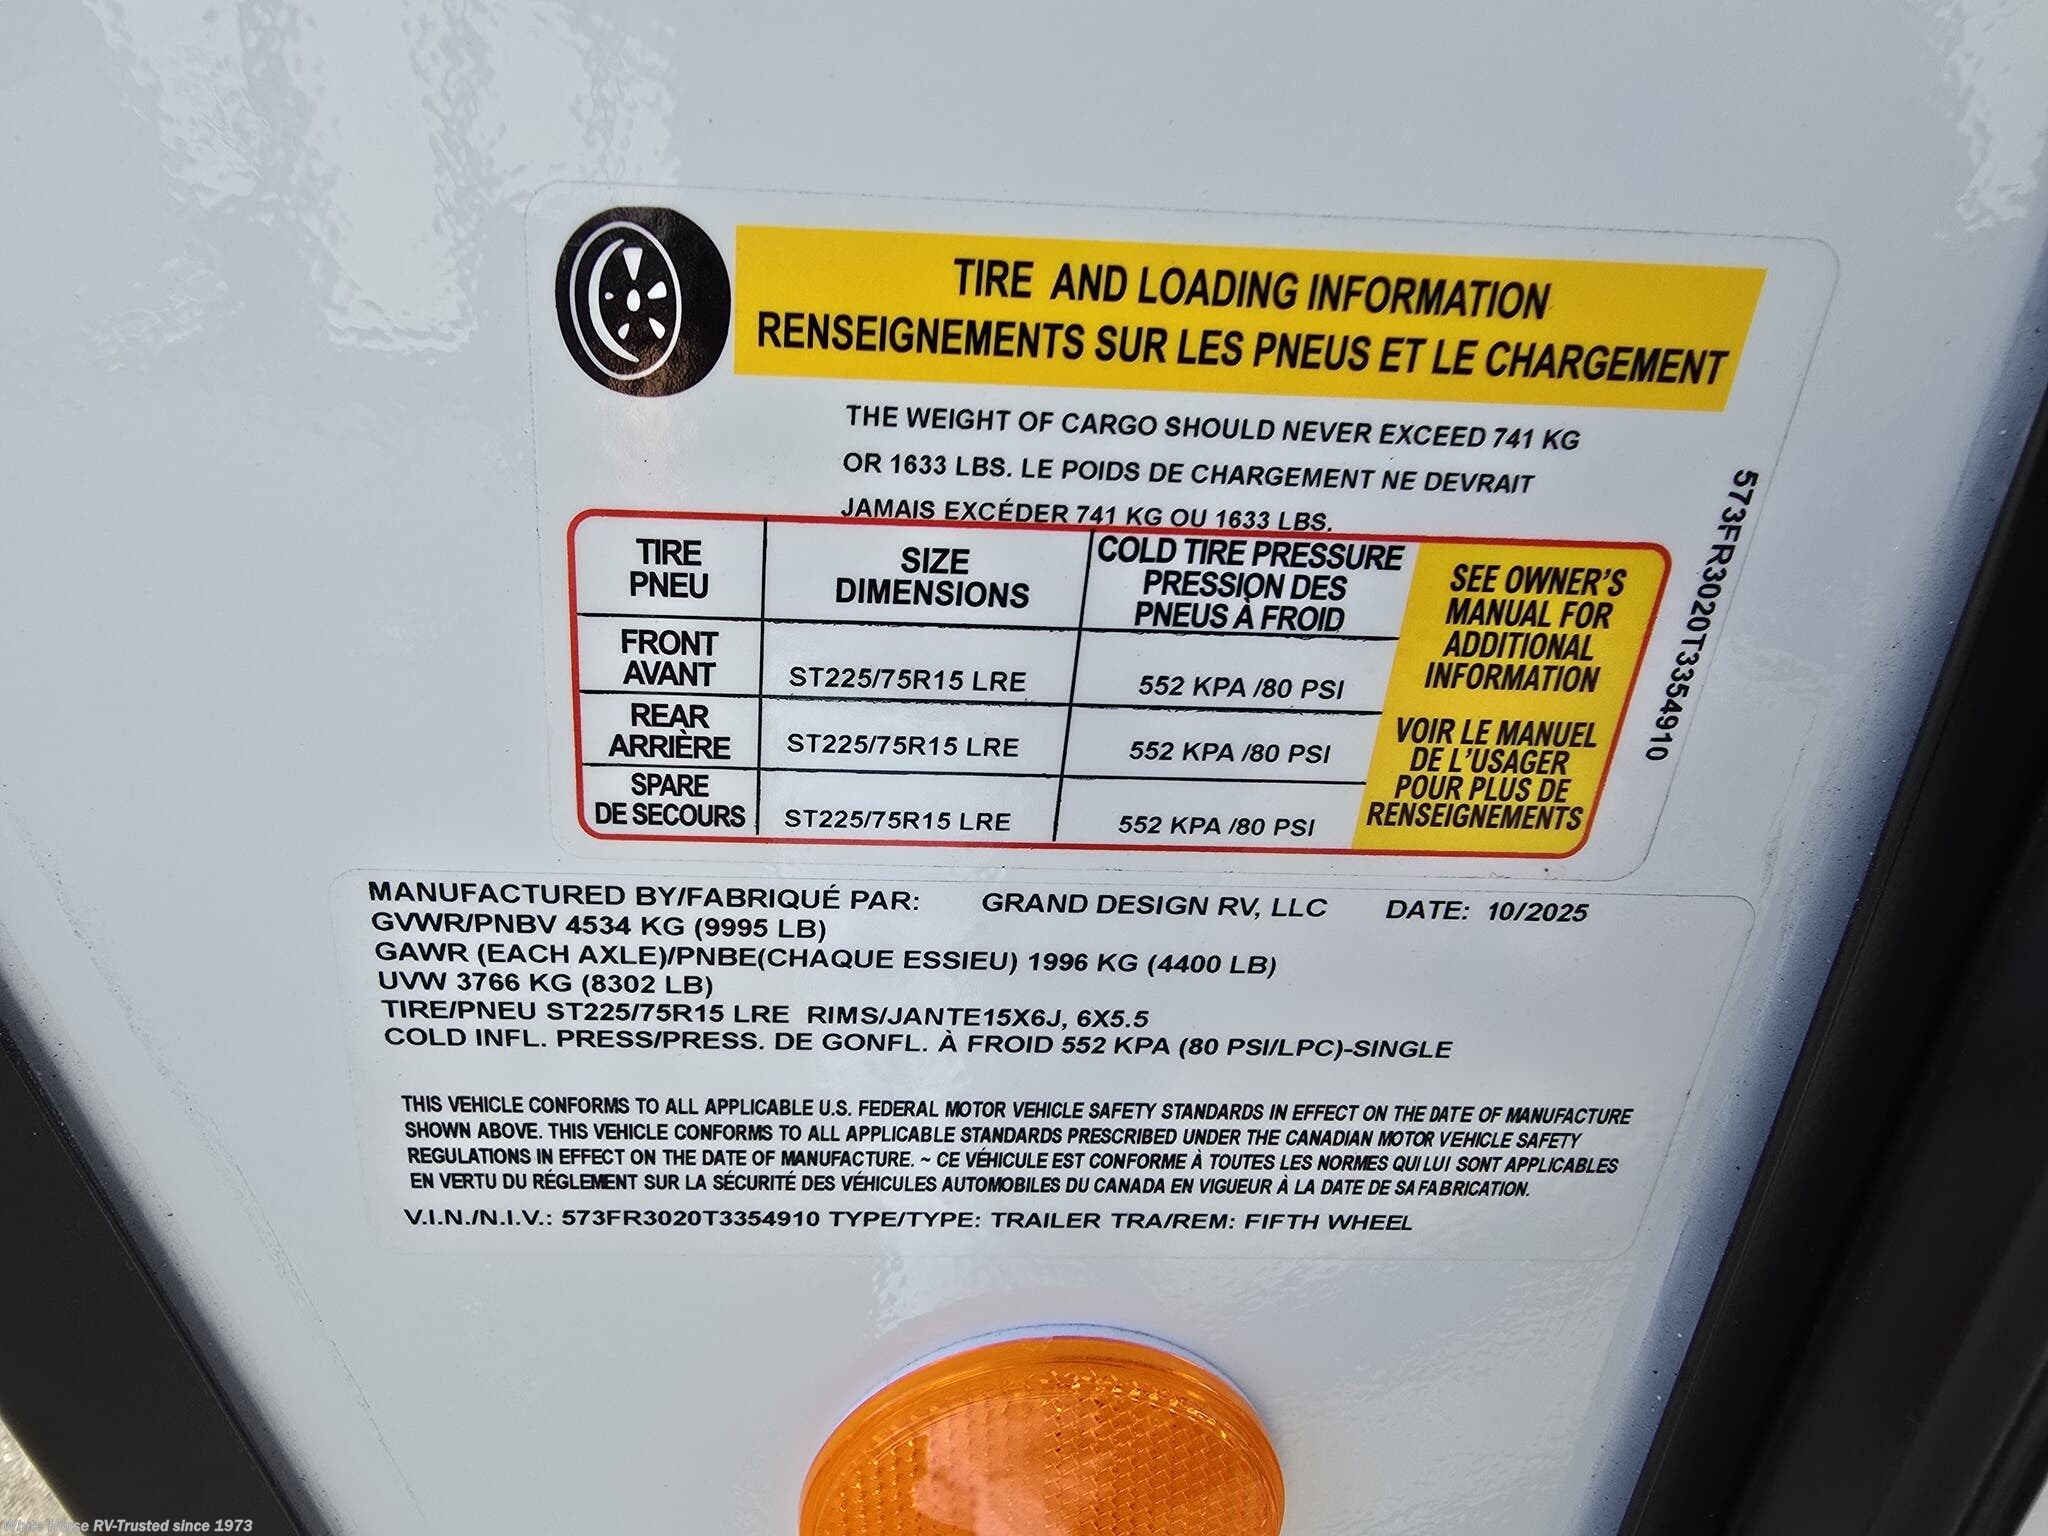 TIRE AND LOADING INFORMATION
RENSEIGNEMENTS SUR LES PNEUS ET LE CHARGEMENT
THE WEIGHT OF CARGO SHOULD NEVER EXCEED 741 KG
OR 1633 LBS. LE POIDS DE CHARGEMENT NE DEVRAIT
JAMAIS EXCÉDER 741 KG OU 1633 LBS.
TIRE
PNEU
SIZE
DIMENSIONS
COLD TIRE PRESSURE
PRESSION DES
PNEUS À FROID
FRONT
AVANT
ST225/75R15 LRE
552 KPA /80 PSI
REAR
ARRIÈRE
ST225/75R15 LRE
552 KPA /80 PSI
SPARE
DE SECOURS
ST225/75R15 LRE
552 KPA /80 PSI
SEE OWNER'S
MANUAL FOR
ADDITIONAL
INFORMATION
VOIR LE MANUEL
DE L'USAGER
POUR PLUS DE
RENSEIGNEMENTS
573FR3020T3354910
MANUFACTURED BY/FABRIQUÉ PAR: GRAND DESIGN RV, LLC DATE: 10/2025
GVWR/PNBV 4534 KG (9995 LB)
GAWR (EACH AXLE)/PNBE(CHAQUE ESSIEU) 1996 KG (4400 LB)
UVW 3766 KG (8302 LB)
TIRE/PNEU ST225/75R15 LRE RIMS/JANTE15X6J, 6X5.5
COLD INFL. PRESS/PRESS. DE GONFL. À FROID 552 KPA (80 PSI/LPC)-SINGLE
THIS VEHICLE CONFORMS TO ALL APPLICABLE U.S. FEDERAL MOTOR VEHICLE SAFETY STANDARDS IN EFFECT ON THE DATE OF MANUFACTURE
SHOWN ABOVE. THIS VEHICLE CONFORMS TO ALL APPLICABLE STANDARDS PRESCRIBED UNDER THE CANADIAN MOTOR VEHICLE SAFETY
REGULATIONS IN EFFECT ON THE DATE OF MANUFACTURE. ~ CE VÉHICULE EST CONFORME À TOUTES LES NORMES QUI LUI SONT APPLICABLES
EN VERTU DU RÉGLEMENT SUR LA SÉCURITÉ DES VÉHICULES AUTOMOBILES DU CANADA EN VIGUEUR À LA DATE DE SA FABRICATION.
V.I.N./N.I.V.: 573FR3020T3354910 TYPE/TYPE: TRAILER TRA/REM: FIFTH WHEEL
White House RV-Trusted since 1973